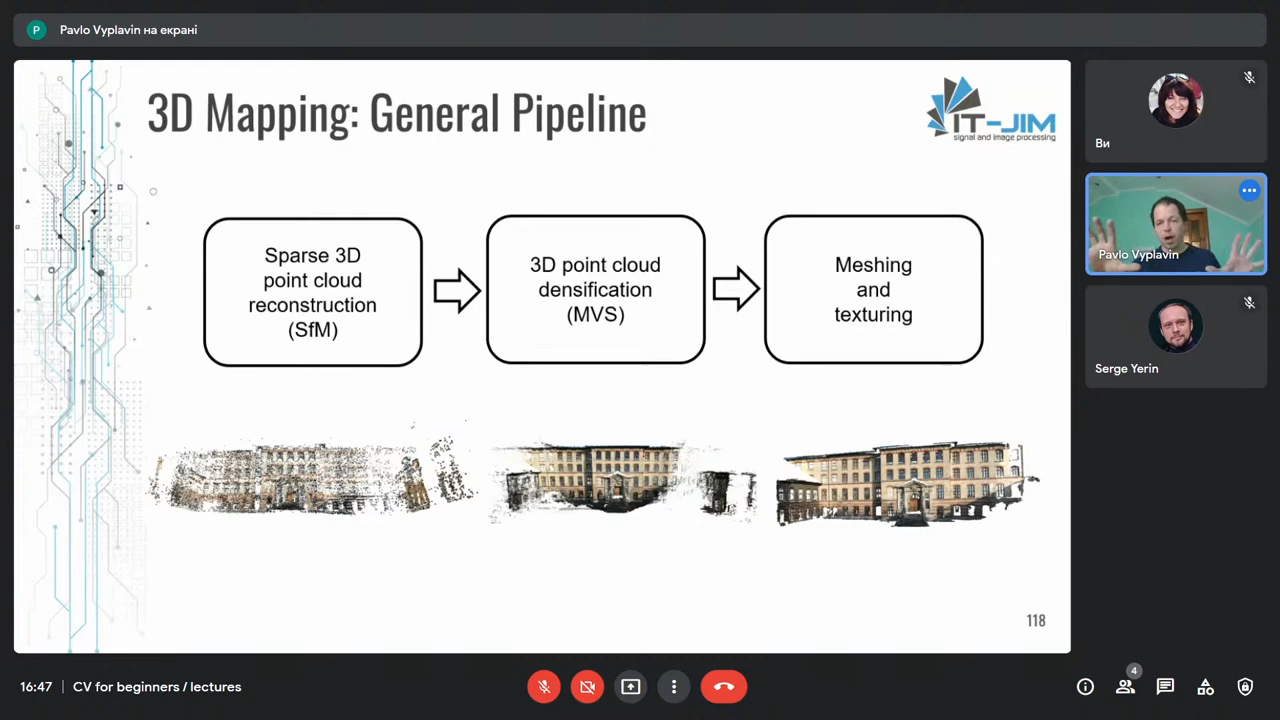 P
Pavlo Vyplavin на екрані
3D Mapping: General Pipeline
IT-JIM
signal and image processing
Sparse 3D
point cloud
reconstruction
(SfM)
3D point cloud
densification
(MVS)
Meshing
and
texturing
118
Ви
Pavlo Vyplavin
Serge Yerin
16:47
CV for beginners / lectures
4